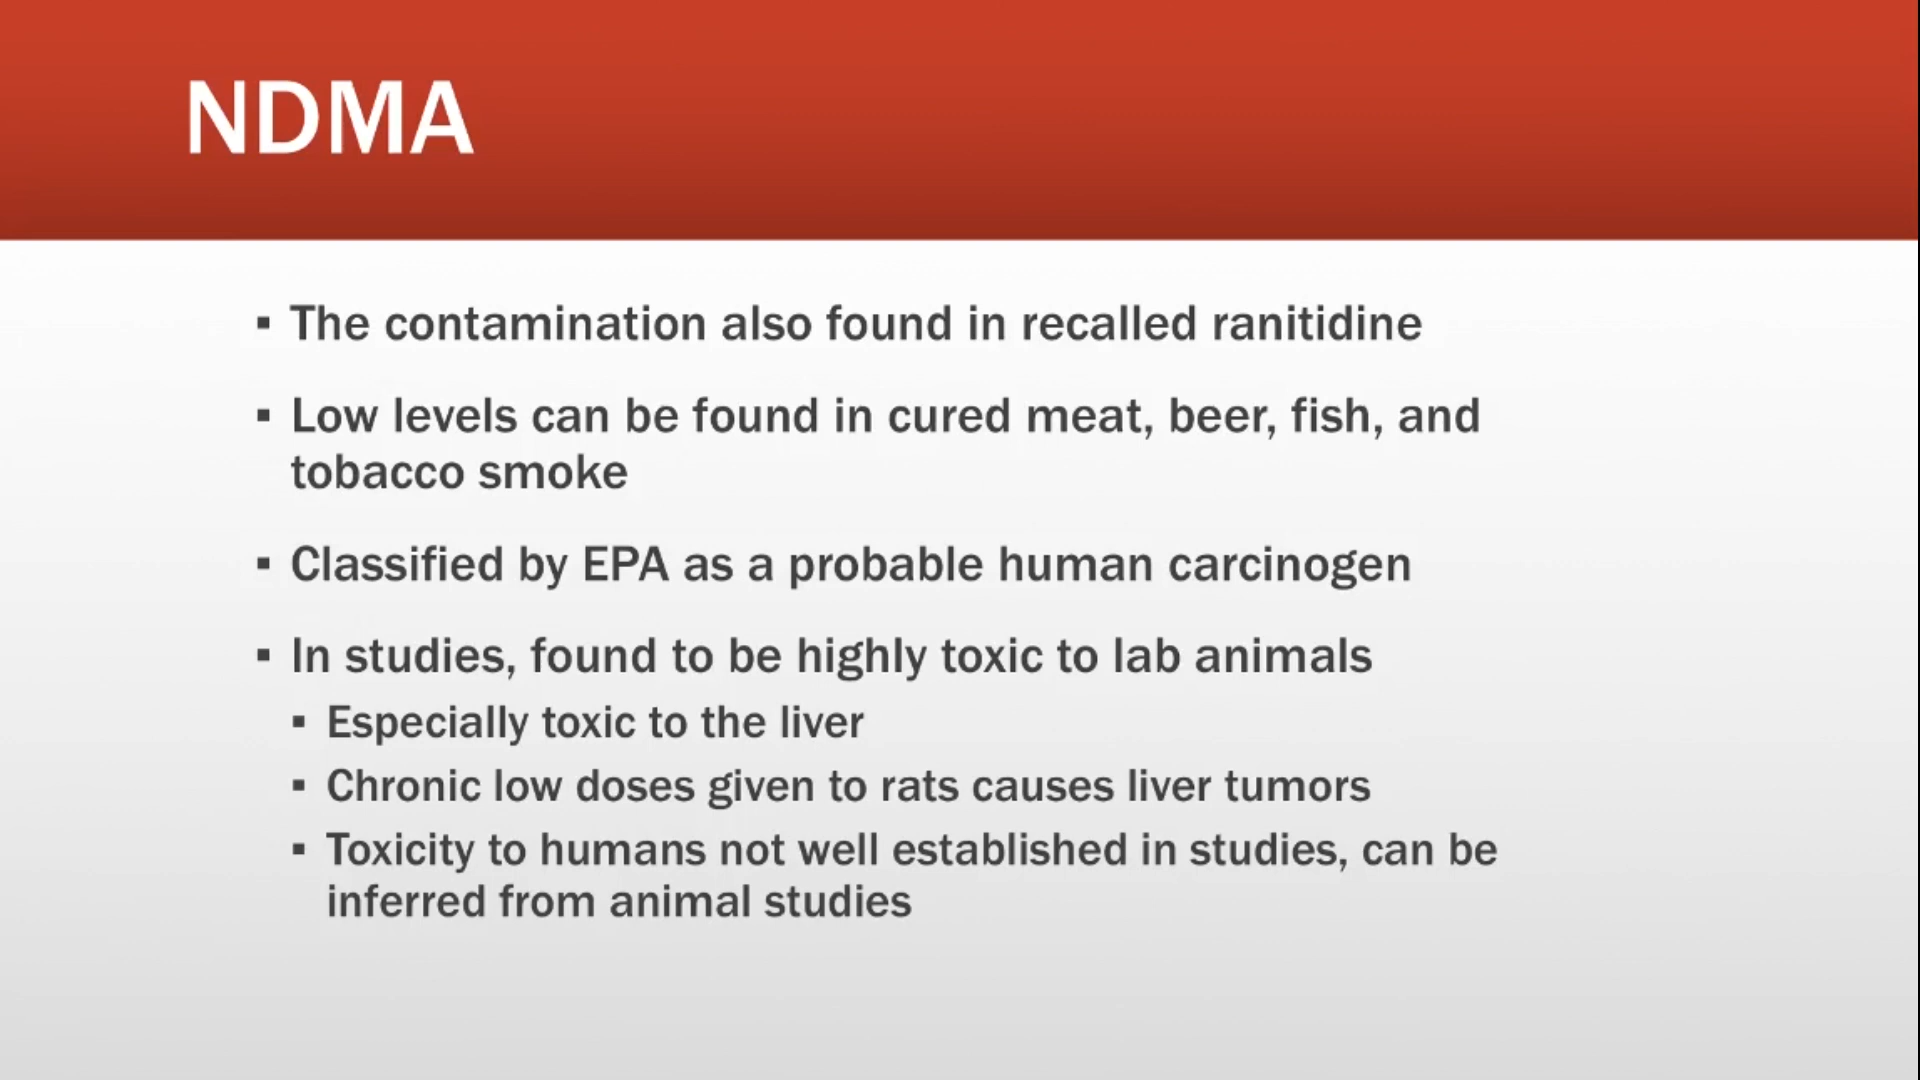 NDMA
▪ The contamination also found in recalled ranitidine
▪ Low levels can be found in cured meat, beer, fish, and
tobacco smoke
▪ Classified by EPA as a probable human carcinogen
▪ In studies, found to be highly toxic to lab animals
▪ Especially toxic to the liver
▪ Chronic low doses given to rats causes liver tumors
▪ Toxicity to humans not well established in studies, can be
inferred from animal studies